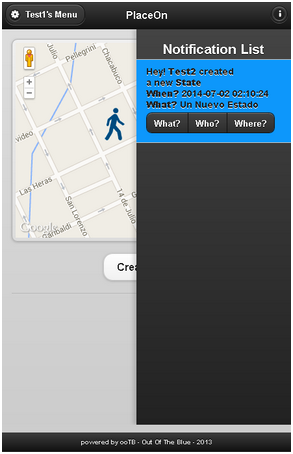 Test1's Menu
PlaceOn
Notification List
Hey! Test2 created
a new State
When? 2014-07-02 02:10-24
What? Un Nuevo Estado
What?
Who?
Where?
Pellegrini
Chacabuco
video
Las Heras
San Lorenzo
14 de Julio
Garibaldi
Google
Crea
powered by ooTB - Out Of The Blue - 2013